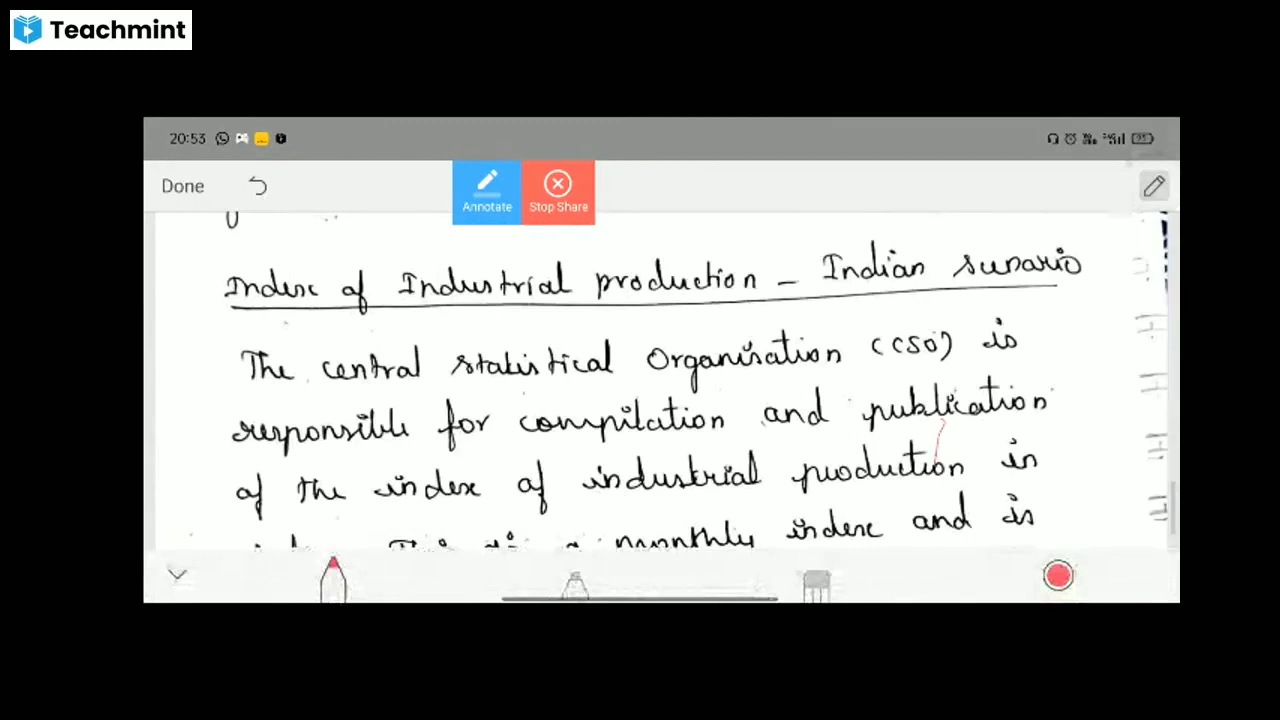 Teachmint
20:53
Done
Annotate
Stop Share
Index of Industrial production - Indian scenario
The central statistical Organisation (CSO) is
responsible for compilation and publication
of the index of industrial production in
monthly index and is